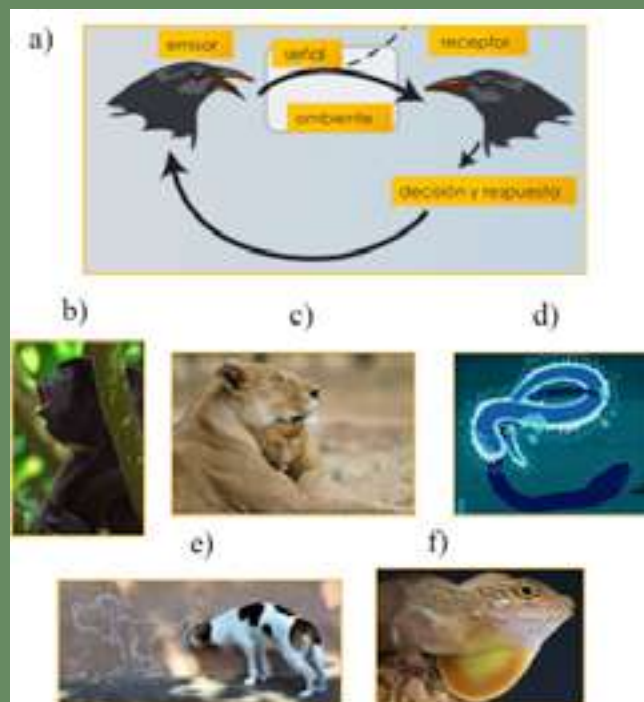 a)
emisor
señal
receptor
ambiente
decisión y respuesta
b)
c)
d)
e)
f)